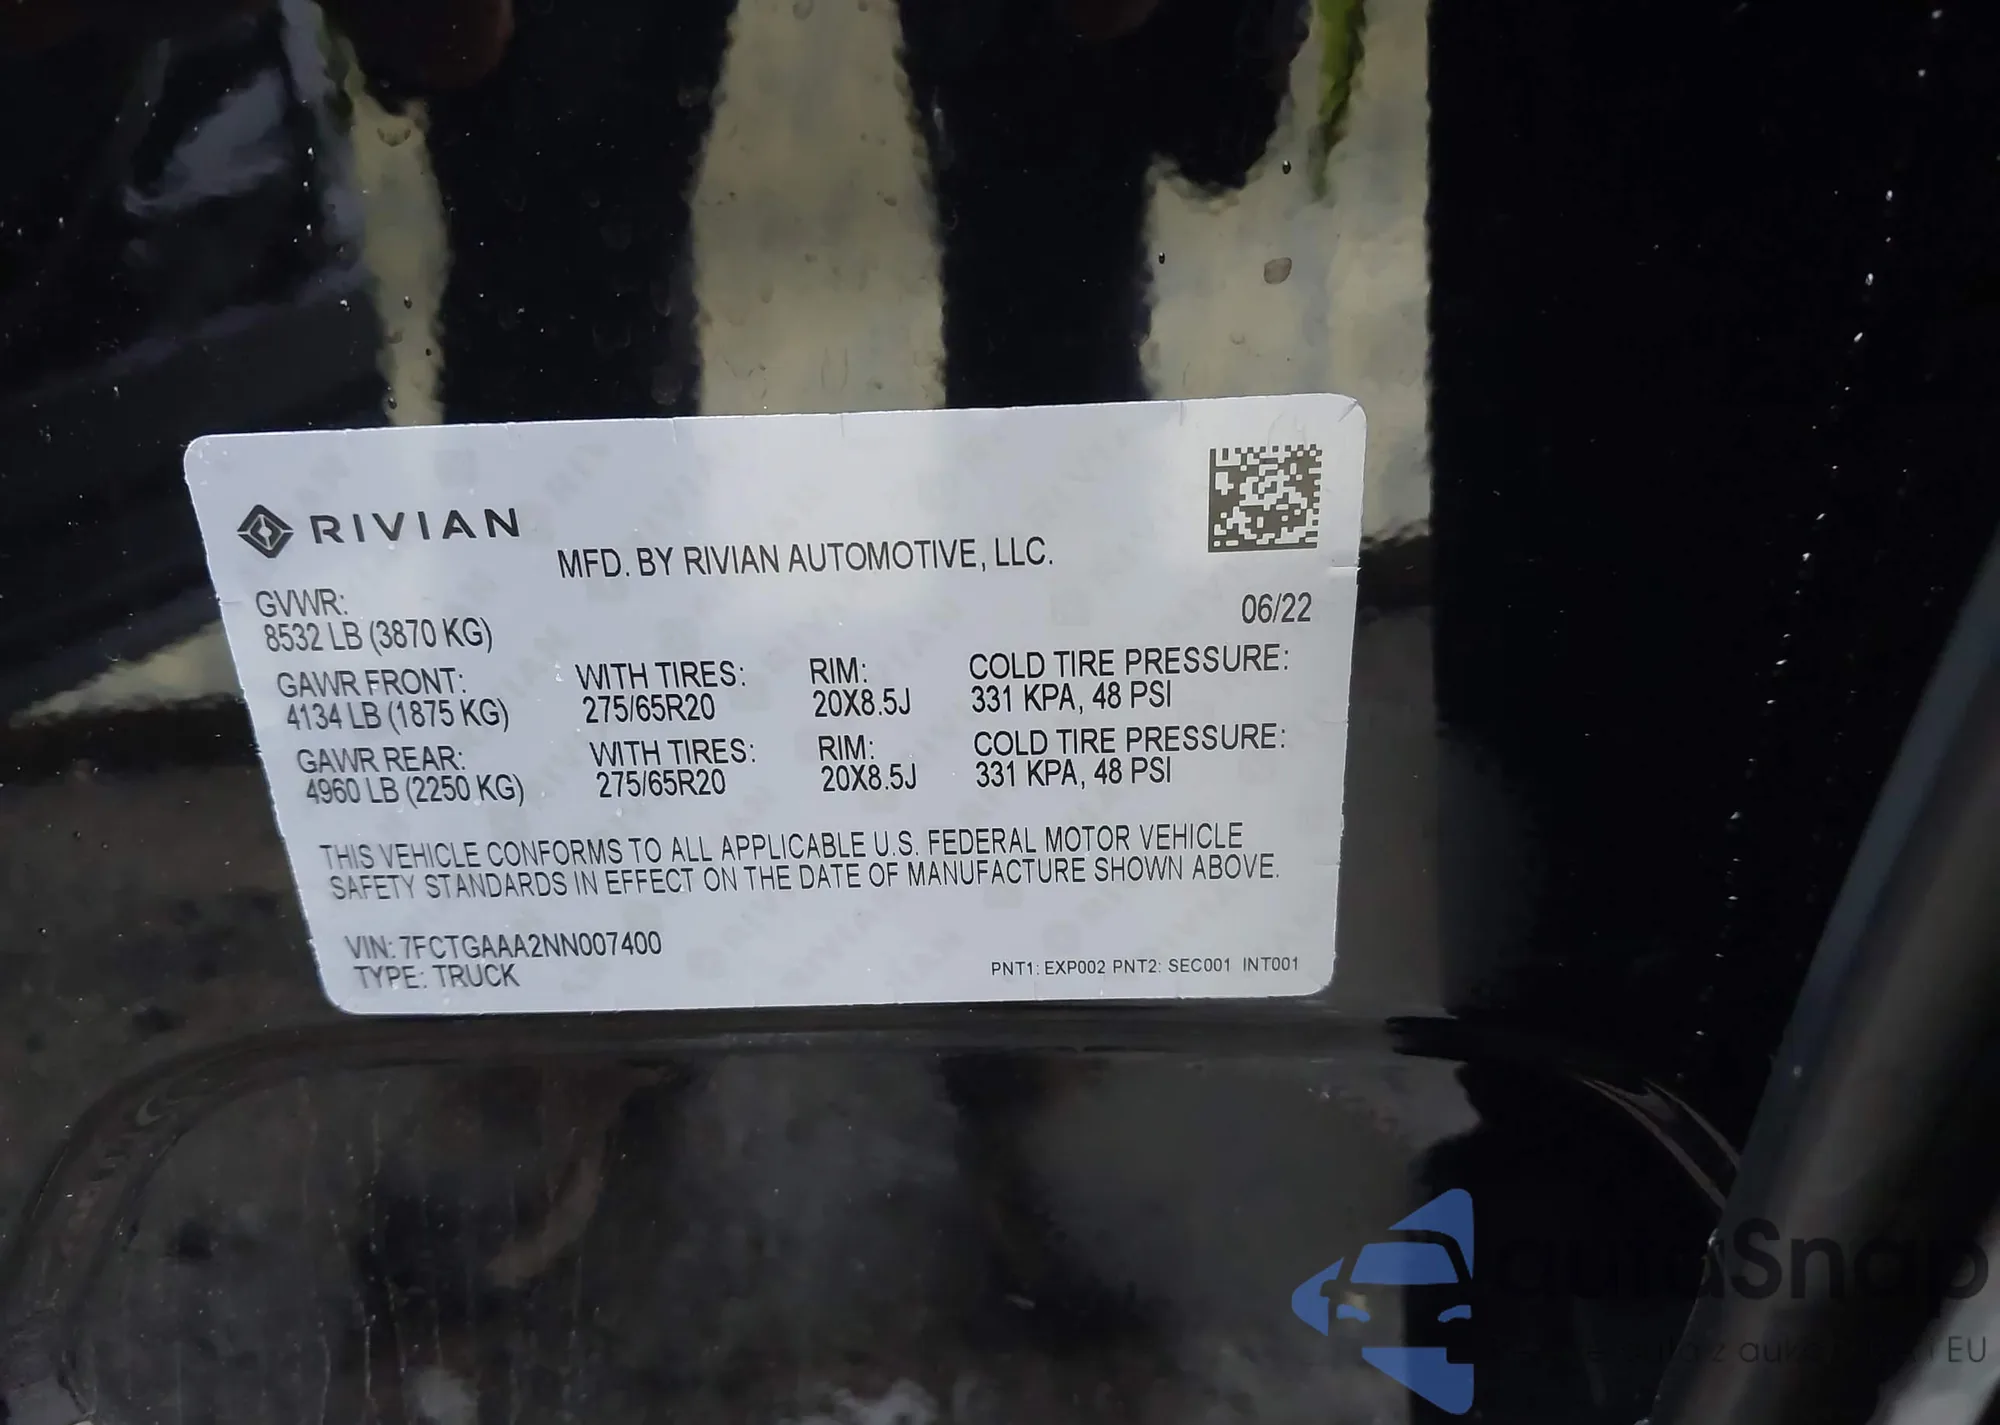 RIVIAN
MFD. BY RIVIAN AUTOMOTIVE, LLC.
06/22
GVWR:
8532 LB (3870 KG)
GAWR FRONT: WITH TIRES: RIM: COLD TIRE PRESSURE:
4134 LB (1875 KG) 275/65R20 20X8.5J 331 KPA, 48 PSI
GAWR REAR: WITH TIRES: RIM: COLD TIRE PRESSURE:
4960 LB (2250 KG) 275/65R20 20X8.5J 331 KPA, 48 PSI
THIS VEHICLE CONFORMS TO ALL APPLICABLE U.S. FEDERAL MOTOR VEHICLE
SAFETY STANDARDS IN EFFECT ON THE DATE OF MANUFACTURE SHOWN ABOVE.
VIN: 7FCTGAAA2NN007400
TYPE: TRUCK
PNT1: EXP002 PNT2: SEC001 INT001
EU